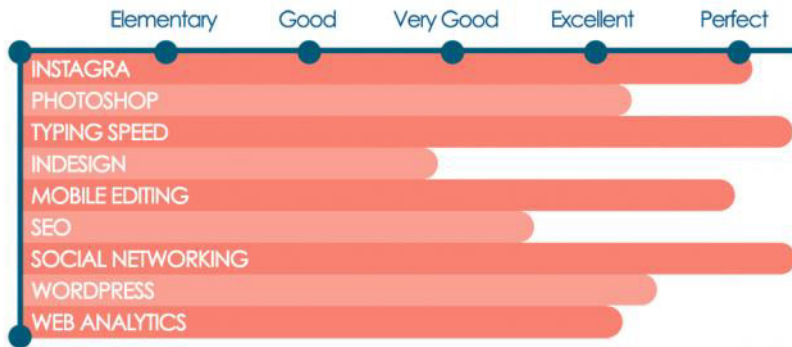 Elementary Good Very Good Excellent Perfect
INSTAGRA
PHOTOSHOP
TYPING SPEED
INDESIGN
MOBILE EDITING
SEO
SOCIAL NETWORKING
WORDPRESS
WEB ANALYTICS